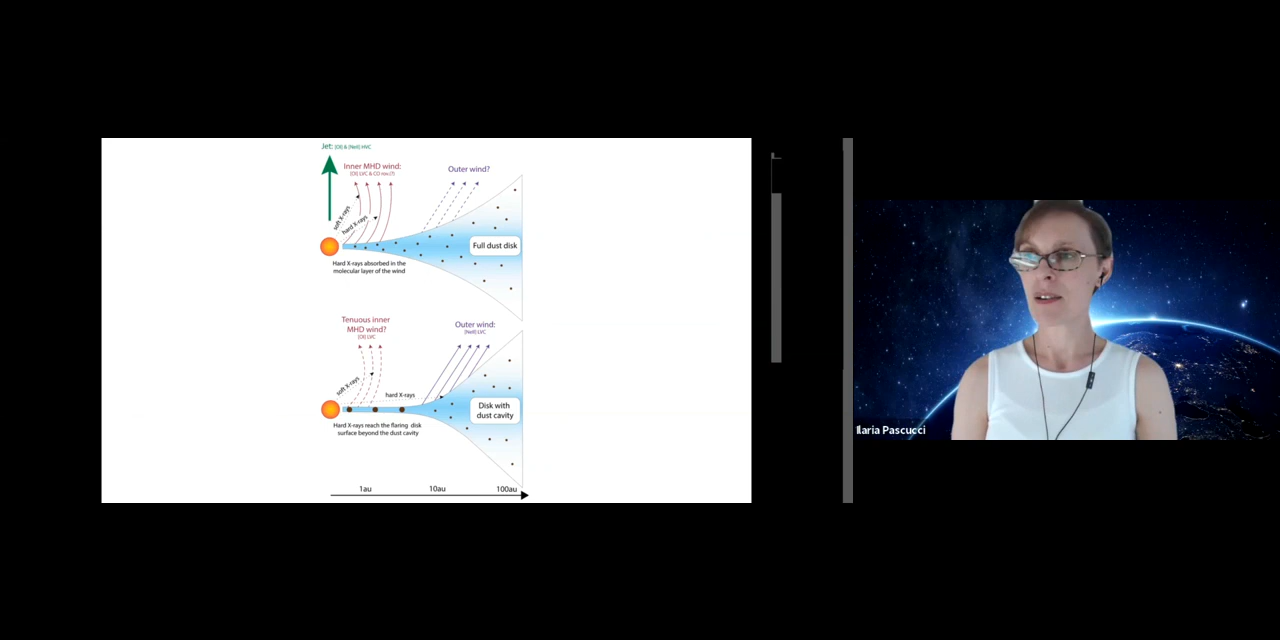 Jet: [OI] & [NeII] HVC
Inner MHD wind:
[OI] LVC & CO rov.(?)
Outer wind?
soft X-rays
hard X-rays
Full dust disk
Hard X-rays absorbed in the
molecular layer of the wind
Tenuous inner
MHD wind?
[OI] LVC
Outer wind:
[NeII] LVC
soft X-rays
hard X-rays
Disk with
dust cavity
Hard X-rays reach the flaring disk
surface beyond the dust cavity
1au
10au
100au
Ilaria Pascucci